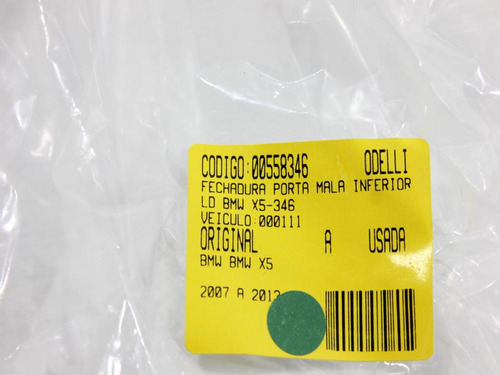 CODIGO:00558346 ODELLI
FECHADURA PORTA MALA INFERIOR
LD BMW X5-346
VEICULO:000111
ORIGINAL A USADA
BMW BMW X5
2007 A 2013